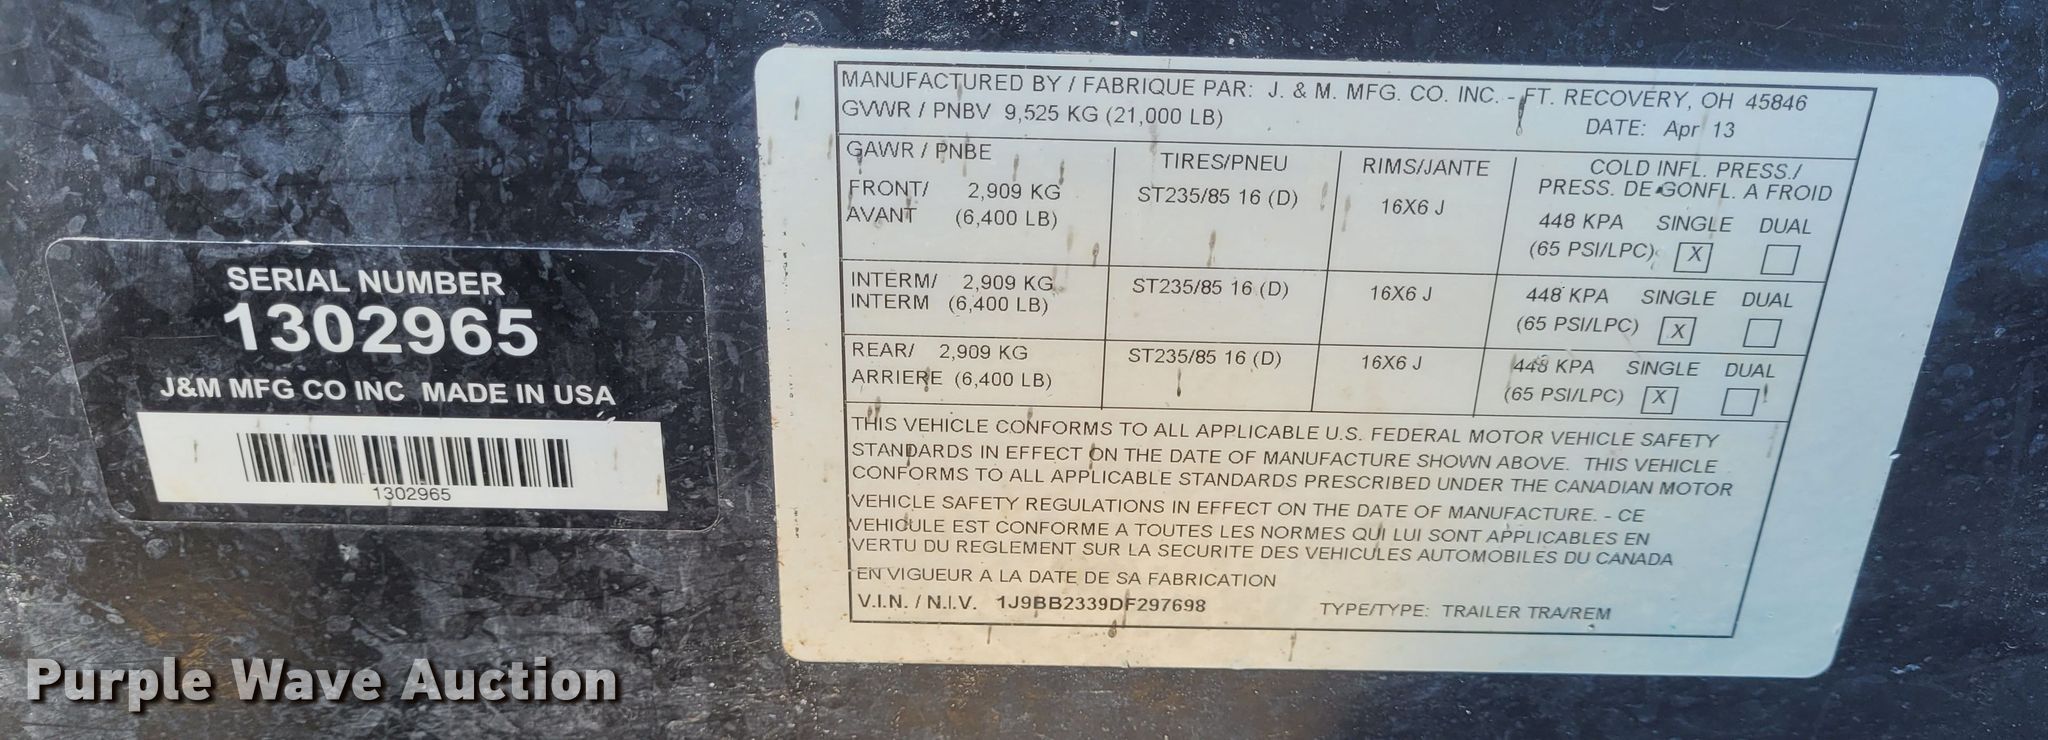 SERIAL NUMBER
1302965
J&M MFG CO INC MADE IN USA
1302965
MANUFACTURED BY / FABRIQUE PAR: J. & M. MFG. CO. INC. - FT. RECOVERY, OH 45846
GVWR / PNBV 9,525 KG (21,000 LB) DATE: Apr 13
GAWR / PNBE TIRES/PNEU RIMS/JANTE COLD INFL. PRESS./
PRESS. DE GONFL. A FROID
FRONT/ 2,909 KG ST235/85 16 (D) 16X6 J 448 KPA SINGLE DUAL
AVANT (6,400 LB) (65 PSI/LPC) X
INTERM/ 2,909 KG ST235/85 16 (D) 16X6 J 448 KPA SINGLE DUAL
INTERM (6,400 LB) (65 PSI/LPC) X
REAR/ 2,909 KG ST235/85 16 (D) 16X6 J 448 KPA SINGLE DUAL
ARRIERE (6,400 LB) (65 PSI/LPC) X
THIS VEHICLE CONFORMS TO ALL APPLICABLE U.S. FEDERAL MOTOR VEHICLE SAFETY
STANDARDS IN EFFECT ON THE DATE OF MANUFACTURE SHOWN ABOVE. THIS VEHICLE
CONFORMS TO ALL APPLICABLE STANDARDS PRESCRIBED UNDER THE CANADIAN MOTOR
VEHICLE SAFETY REGULATIONS IN EFFECT ON THE DATE OF MANUFACTURE. - CE
VEHICULE EST CONFORME A TOUTES LES NORMES QUI LUI SONT APPLICABLES EN
VERTU DU REGLEMENT SUR LA SECURITE DES VEHICULES AUTOMOBILES DU CANADA
EN VIGUEUR A LA DATE DE SA FABRICATION
V.I.N. / N.I.V. 1J9BB2339DF297698 TYPE/TYPE: TRAILER TRA/REM
Purple Wave Auction